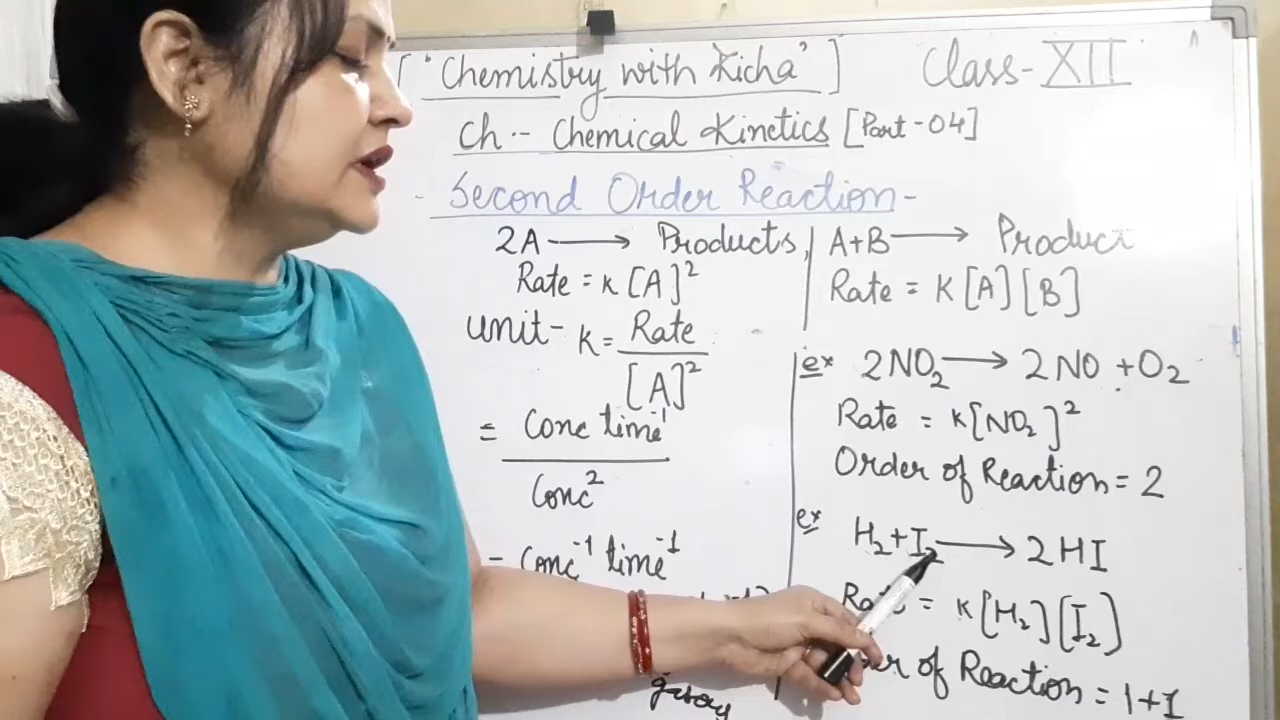 [ 'Chemistry with Richa' ] Class-XII
Ch:- Chemical Kinetics [Part-04]
- Second Order Reaction -
2A → Products,
Rate = K[A]²
unit- K = Rate
[A]²
= Conc time⁻¹
Conc²
= Conc⁻¹ time⁻¹
A+B → Product
Rate = K[A][B]
ex 2NO₂ → 2NO + O₂
Rate = K[NO₂]²
Order of Reaction = 2
ex H₂+I₂ → 2HI
Rate = K[H₂][I₂]
of Reaction = 1+1